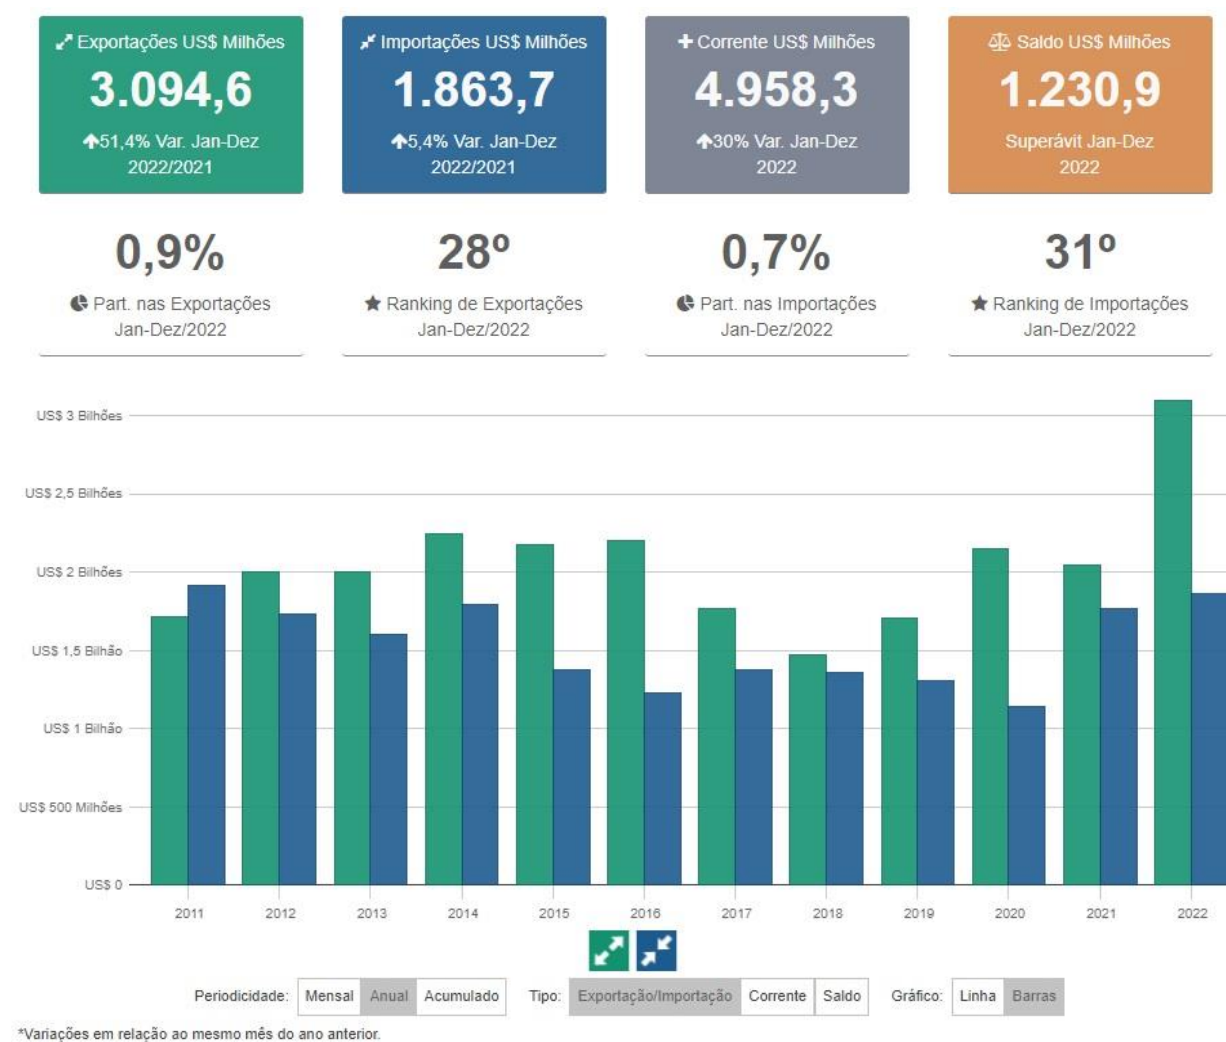 Exportações US$ Milhões
3.094,6
51,4% Var. Jan-Dez
2022/2021
Importações US$ Milhões
1.863,7
5,4% Var. Jan-Dez
2022/2021
Corrente US$ Milhões
4.958,3
30% Var. Jan-Dez
2022
Saldo US$ Milhões
1.230,9
Superávit Jan-Dez
2022
0,9%
Part. nas Exportações
Jan-Dez/2022
28º
Ranking de Exportações
Jan-Dez/2022
0,7%
Part. nas Importações
Jan-Dez/2022
31º
Ranking de Importações
Jan-Dez/2022
US$ 3 Bilhões
US$ 2,5 Bilhões
US$ 2 Bilhões
US$ 1,5 Bilhão
US$ 1 Bilhão
US$ 500 Milhões
US$ 0
2011 2012 2013 2014 2015 2016 2017 2018 2019 2020 2021 2022
Periodicidade: Mensal Anual Acumulado Tipo: Exportação/Importação Corrente Saldo Gráfico: Linha Barras
*Variações em relação ao mesmo mês do ano anterior.